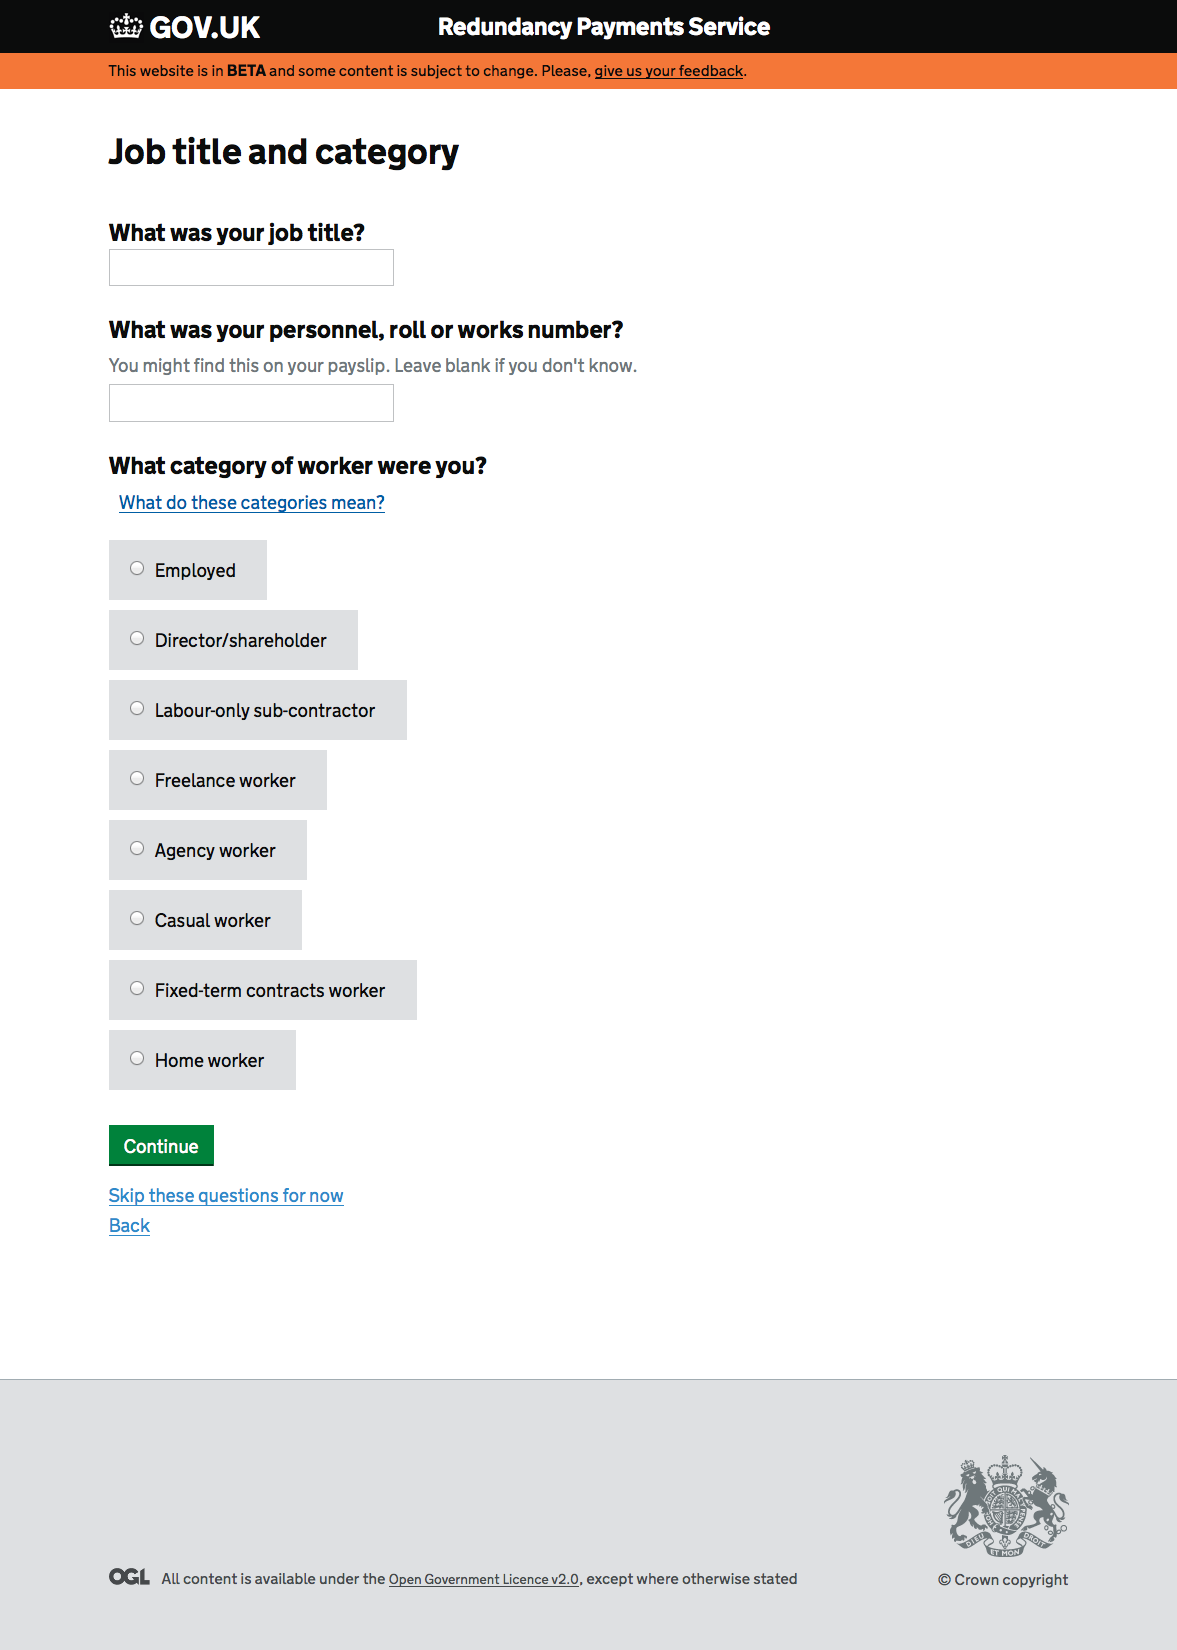 GOV.UK
Redundancy Payments Service
This website is in BETA and some content is subject to change. Please, give us your feedback.
Job title and category
What was your job title?
What was your personnel, roll or works number?
You might find this on your payslip. Leave blank if you don't know.
What category of worker were you?
What do these categories mean?
Employed
Director/shareholder
Labour-only sub-contractor
Freelance worker
Agency worker
Casual worker
Fixed-term contracts worker
Home worker
Continue
Skip these questions for now
Back
DIEU
ET MON
DROIT
OGL All content is available under the Open Government Licence v2.0, except where otherwise stated
© Crown copyright